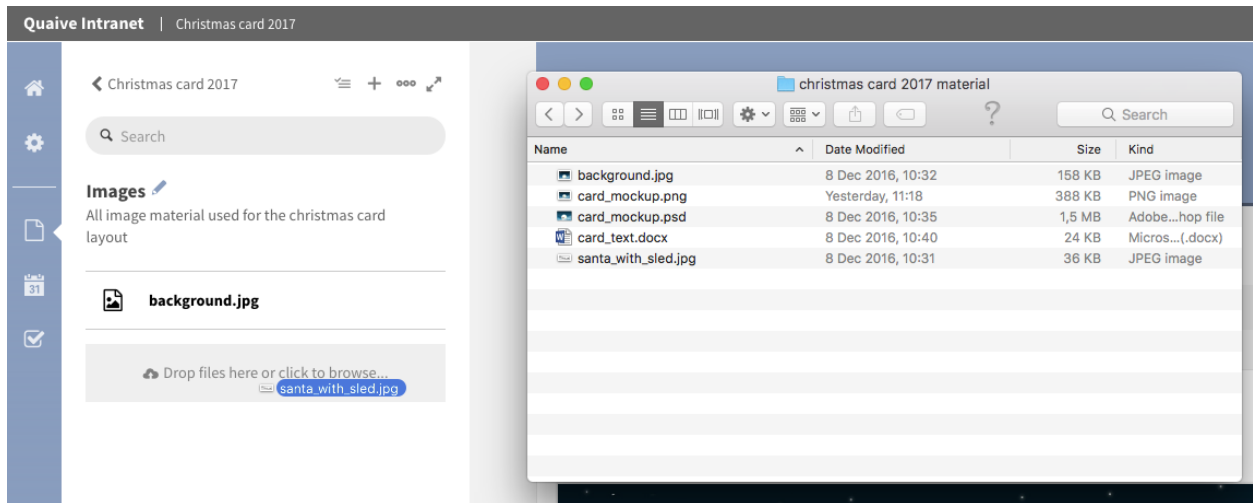 Quaive Intranet | Christmas card 2017
Christmas card 2017
Search
Images
All image material used for the christmas card
layout
background.jpg
Drop files here or click to browse...
santa_with_sled.jpg
31
christmas card 2017 material
?
Search
Name Date Modified Size Kind
background.jpg 8 Dec 2016, 10:32 158 KB JPEG image
card_mockup.png Yesterday, 11:18 388 KB PNG image
card_mockup.psd 8 Dec 2016, 10:35 1,5 MB Adobe...hop file
card_text.docx 8 Dec 2016, 10:40 24 KB Micros...(.docx)
santa_with_sled.jpg 8 Dec 2016, 10:31 36 KB JPEG image